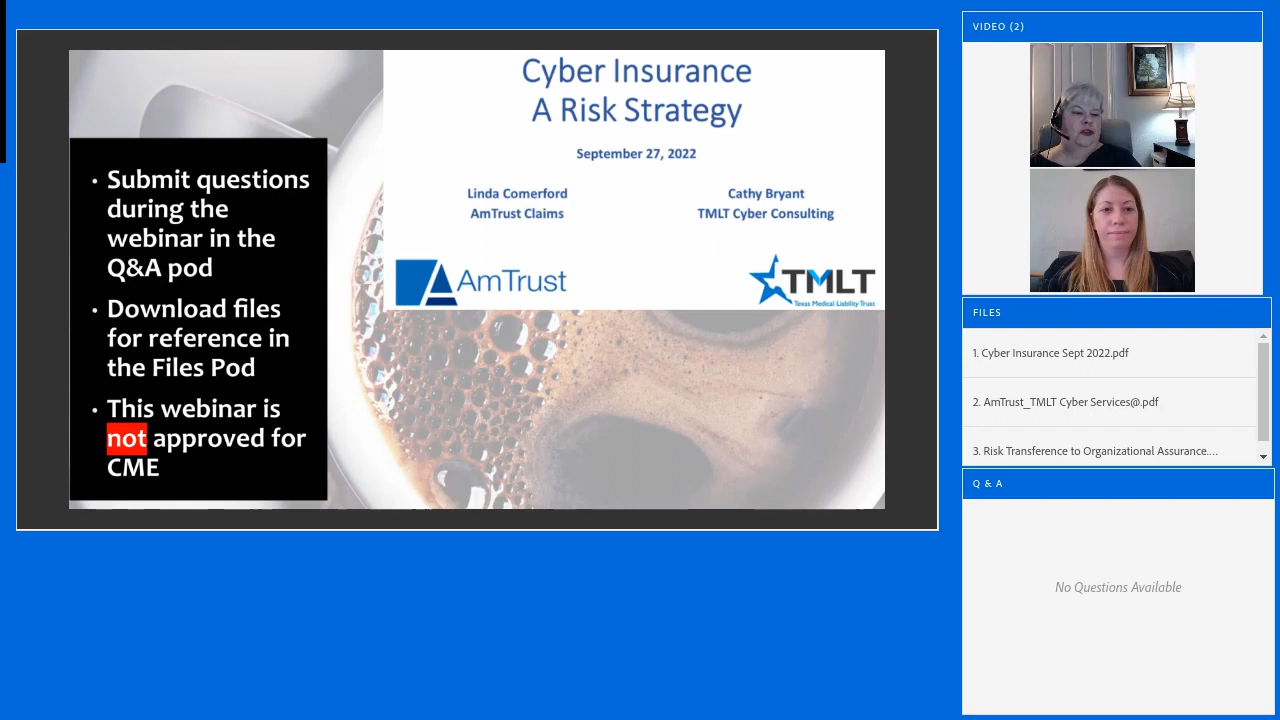 Cyber Insurance
A Risk Strategy
September 27, 2022
Linda Comerford
AmTrust Claims
Cathy Bryant
TMLT Cyber Consulting
AmTrust
TMLT
Texas Medical Liability Trust
• Submit questions
during the
webinar in the
Q&A pod
• Download files
for reference in
the Files Pod
• This webinar is
not approved for
CME
VIDEO (2)
FILES
1. Cyber Insurance Sept 2022.pdf
2. AmTrust_TMLT Cyber Services@.pdf
3. Risk Transference to Organizational Assurance....
Q & A
No Questions Available